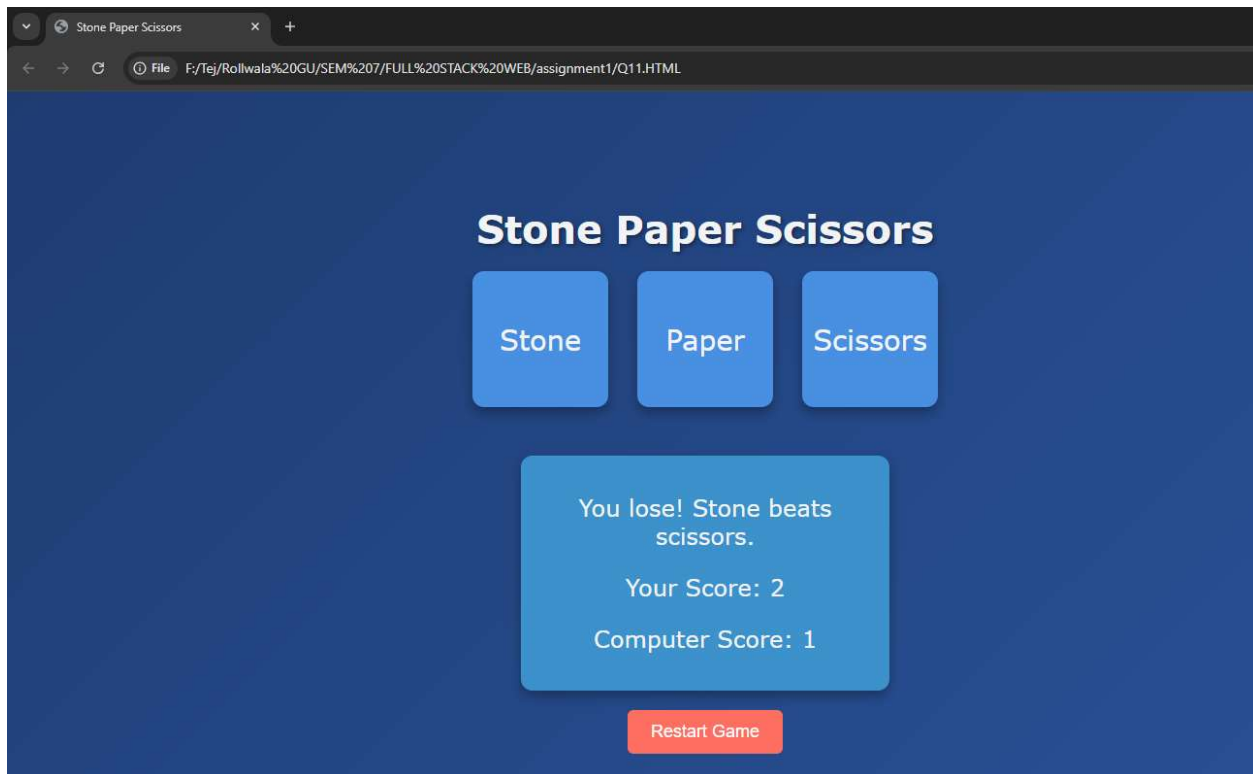 Stone Paper Scissors
File F:/Tej/Rollwala%20GU/SEM%207/FULL%20STACK%20WEB/assignment1/Q11.HTML
Stone Paper Scissors
Stone Paper Scissors
You lose! Stone beats
scissors.
Your Score: 2
Computer Score: 1
Restart Game